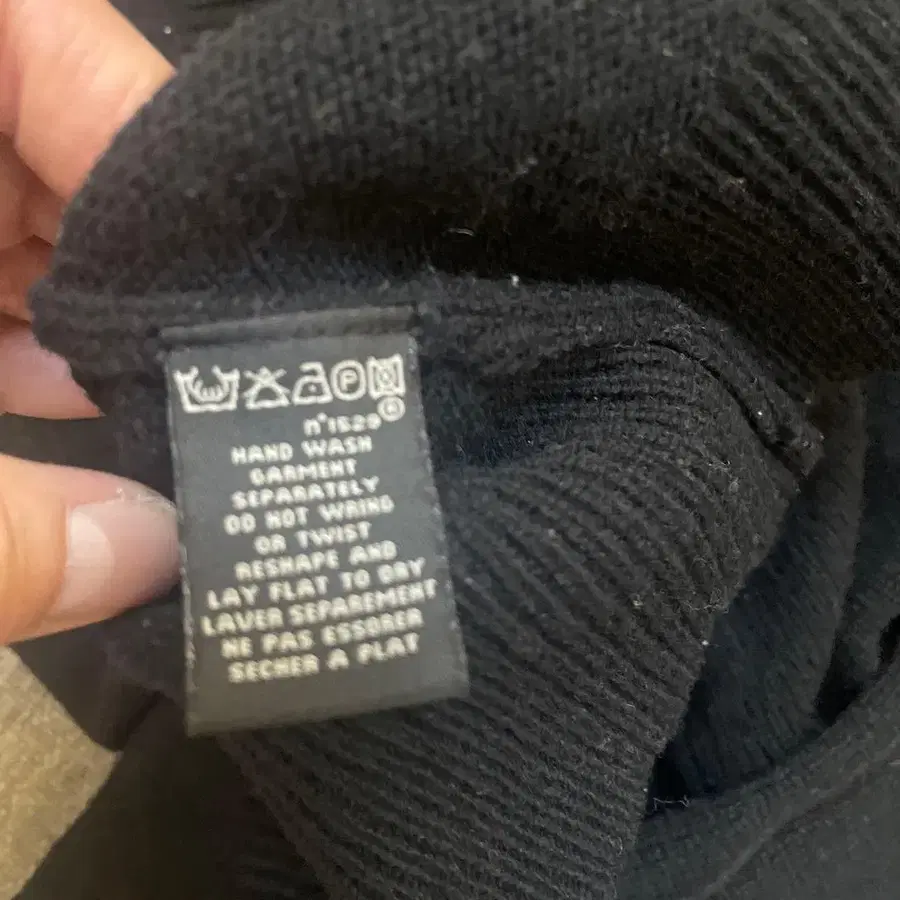 P
n°1529
HAND WASH
GARMENT
SEPARATELY
DO NOT WRING
OR TWIST
RESHAPE AND
LAY FLAT TO DRY
LAVER SEPAREMENT
NE PAS ESSORER
SECHER A PLAT